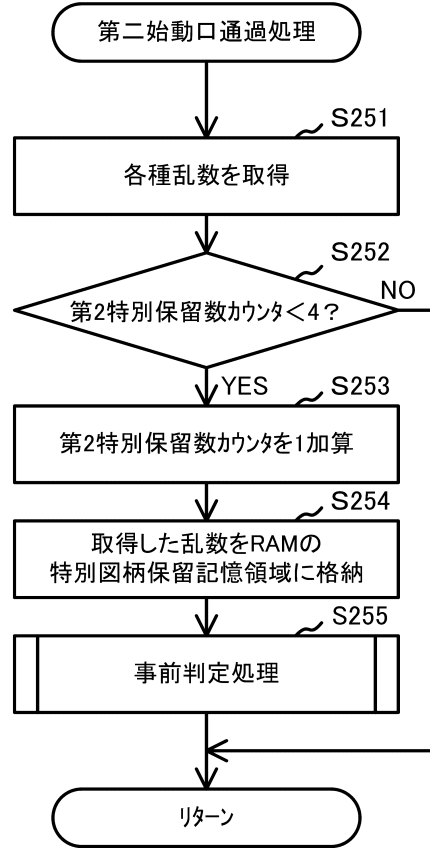 第二始動口通過処理
S251
各種乱数を取得
S252
第2特別保留数カウンタ<4?
NO
YES
S253
第2特別保留数カウンタを1加算
S254
取得した乱数をRAMの
特別図柄保留記憶領域に格納
S255
事前判定処理
リターン